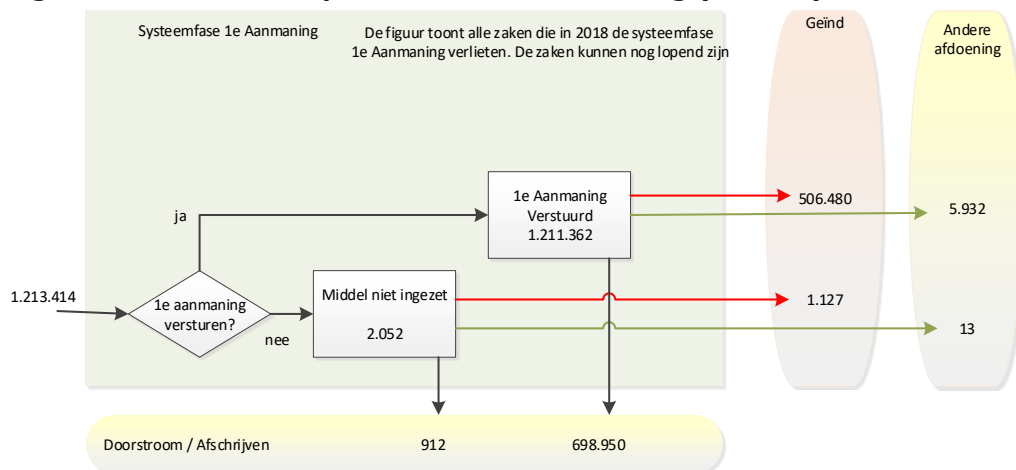 Systeemfase 1e Aanmaning
De figuur toont alle zaken die in 2018 de systeemfase
1e Aanmaning verlieten. De zaken kunnen nog lopend zijn
Geïnd
Andere
afdoening
ja
1e Aanmaning
Verstuurd
1.211.362
506.480
5.932
1.213.414
1e aanmaning
versturen?
nee
Middel niet ingezet
2.052
1.127
13
Doorstroom / Afschrijven
912
698.950